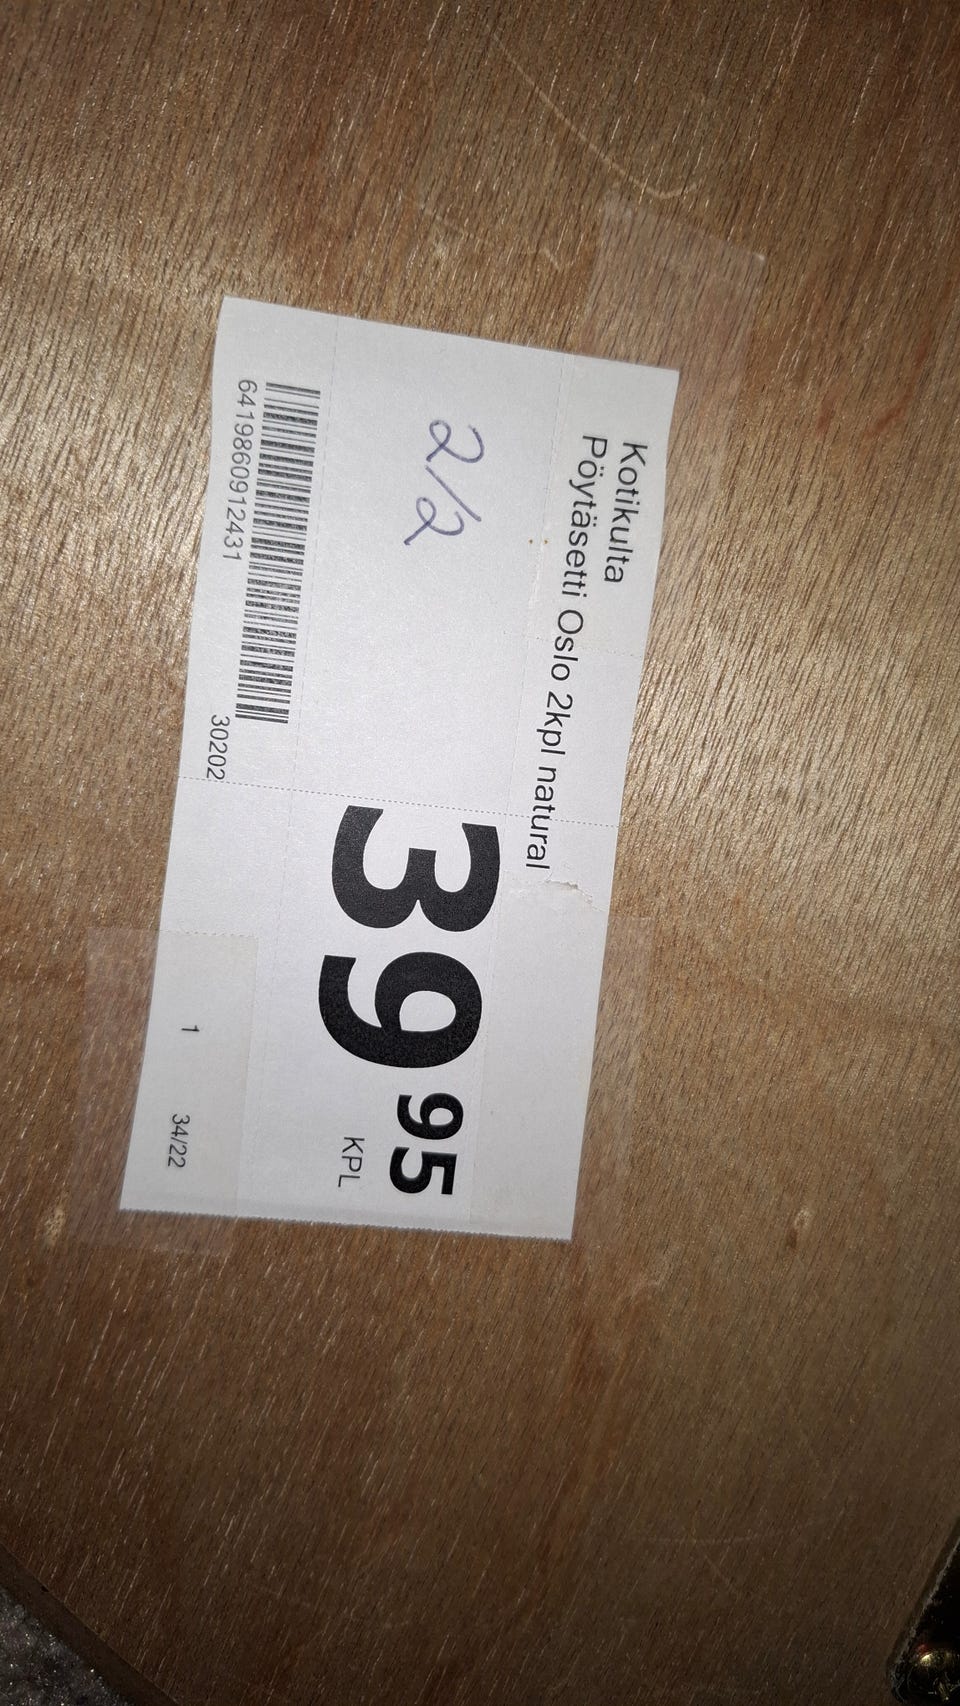 Kotikulta
Pöytäsetti Oslo 2kpl natural
2/2
39 95
KPL
6419860912431
30202
1
34/22